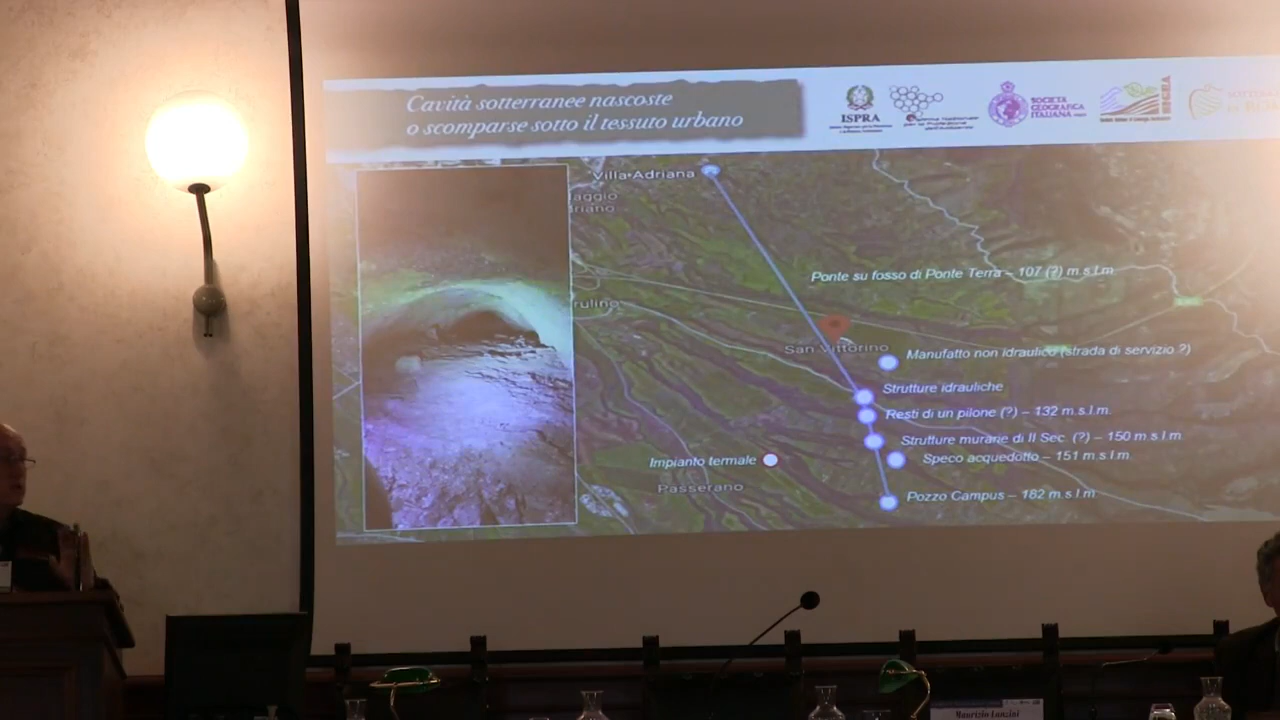 Cavità sotterranee nascoste
o scomparse sotto il tessuto urbano
ISPRA
SOCIETÀ
GEOGRAFICA
ITALIANA
Villa Adriana
Ponte su fosso di Ponte Terra – 107 (?) m.s.l.m.
San Vittorino
Manufatto non idraulico (strada di servizio ?)
Strutture idrauliche
Resti di un pilone (?) – 132 m.s.l.m.
Strutture murarie di II Sec. (?) – 150 m.s.l.m.
Speco acquedotto – 151 m.s.l.m.
Impianto termale
Passerano
Pozzo Campus – 182 m.s.l.m.
Maurizio Lanzini